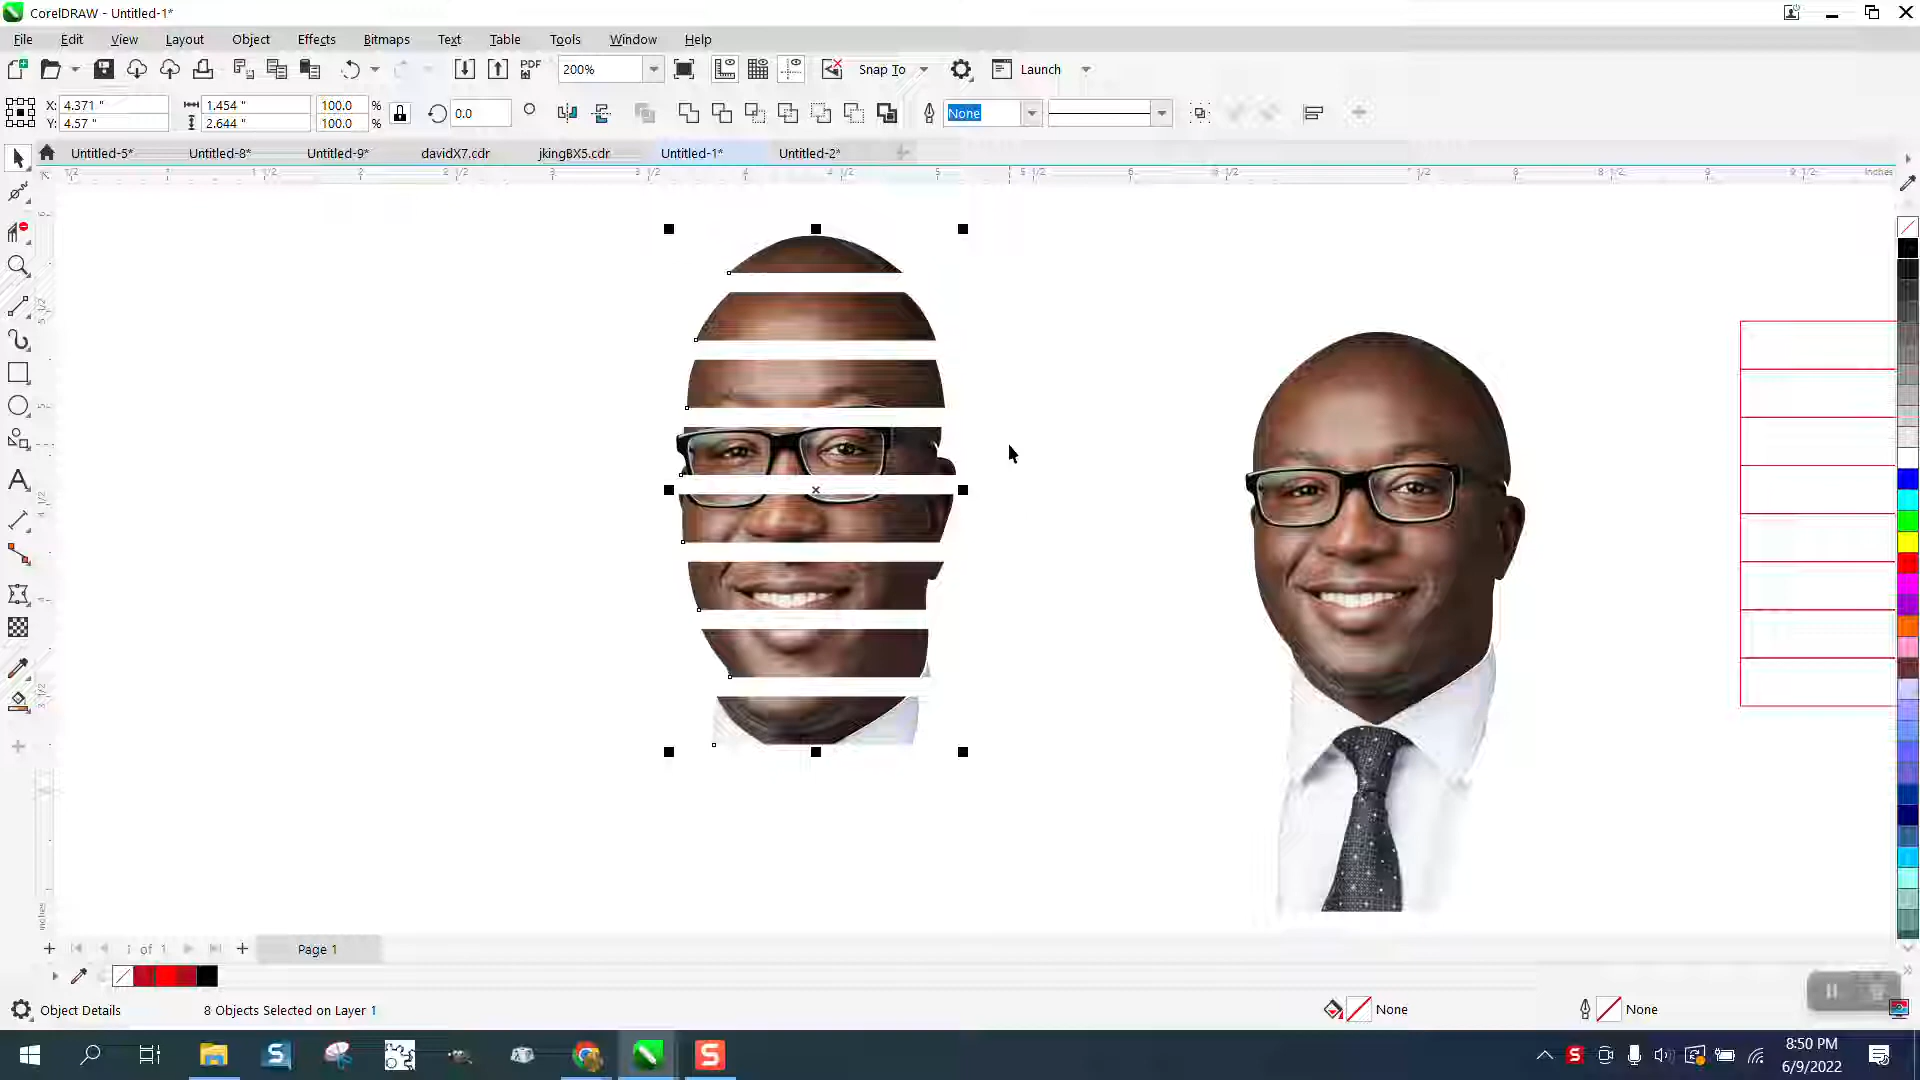 CorelDRAW - Untitled-1*
File Edit View Layout Object Effects Bitmaps Text Table Tools Window Help
PDF 200% Snap To Launch
X: 4.371 " 1.454 " 100.0 % 0.0 None
Y: 4.57 " 2.644 " 100.0 %
Untitled-5* Untitled-8* Untitled-9* davidX7.cdr jkingBX5.cdr Untitled-1* Untitled-2*
inches
inches
of 1 Page 1
Object Details 8 Objects Selected on Layer 1 None None
8:50 PM
6/9/2022